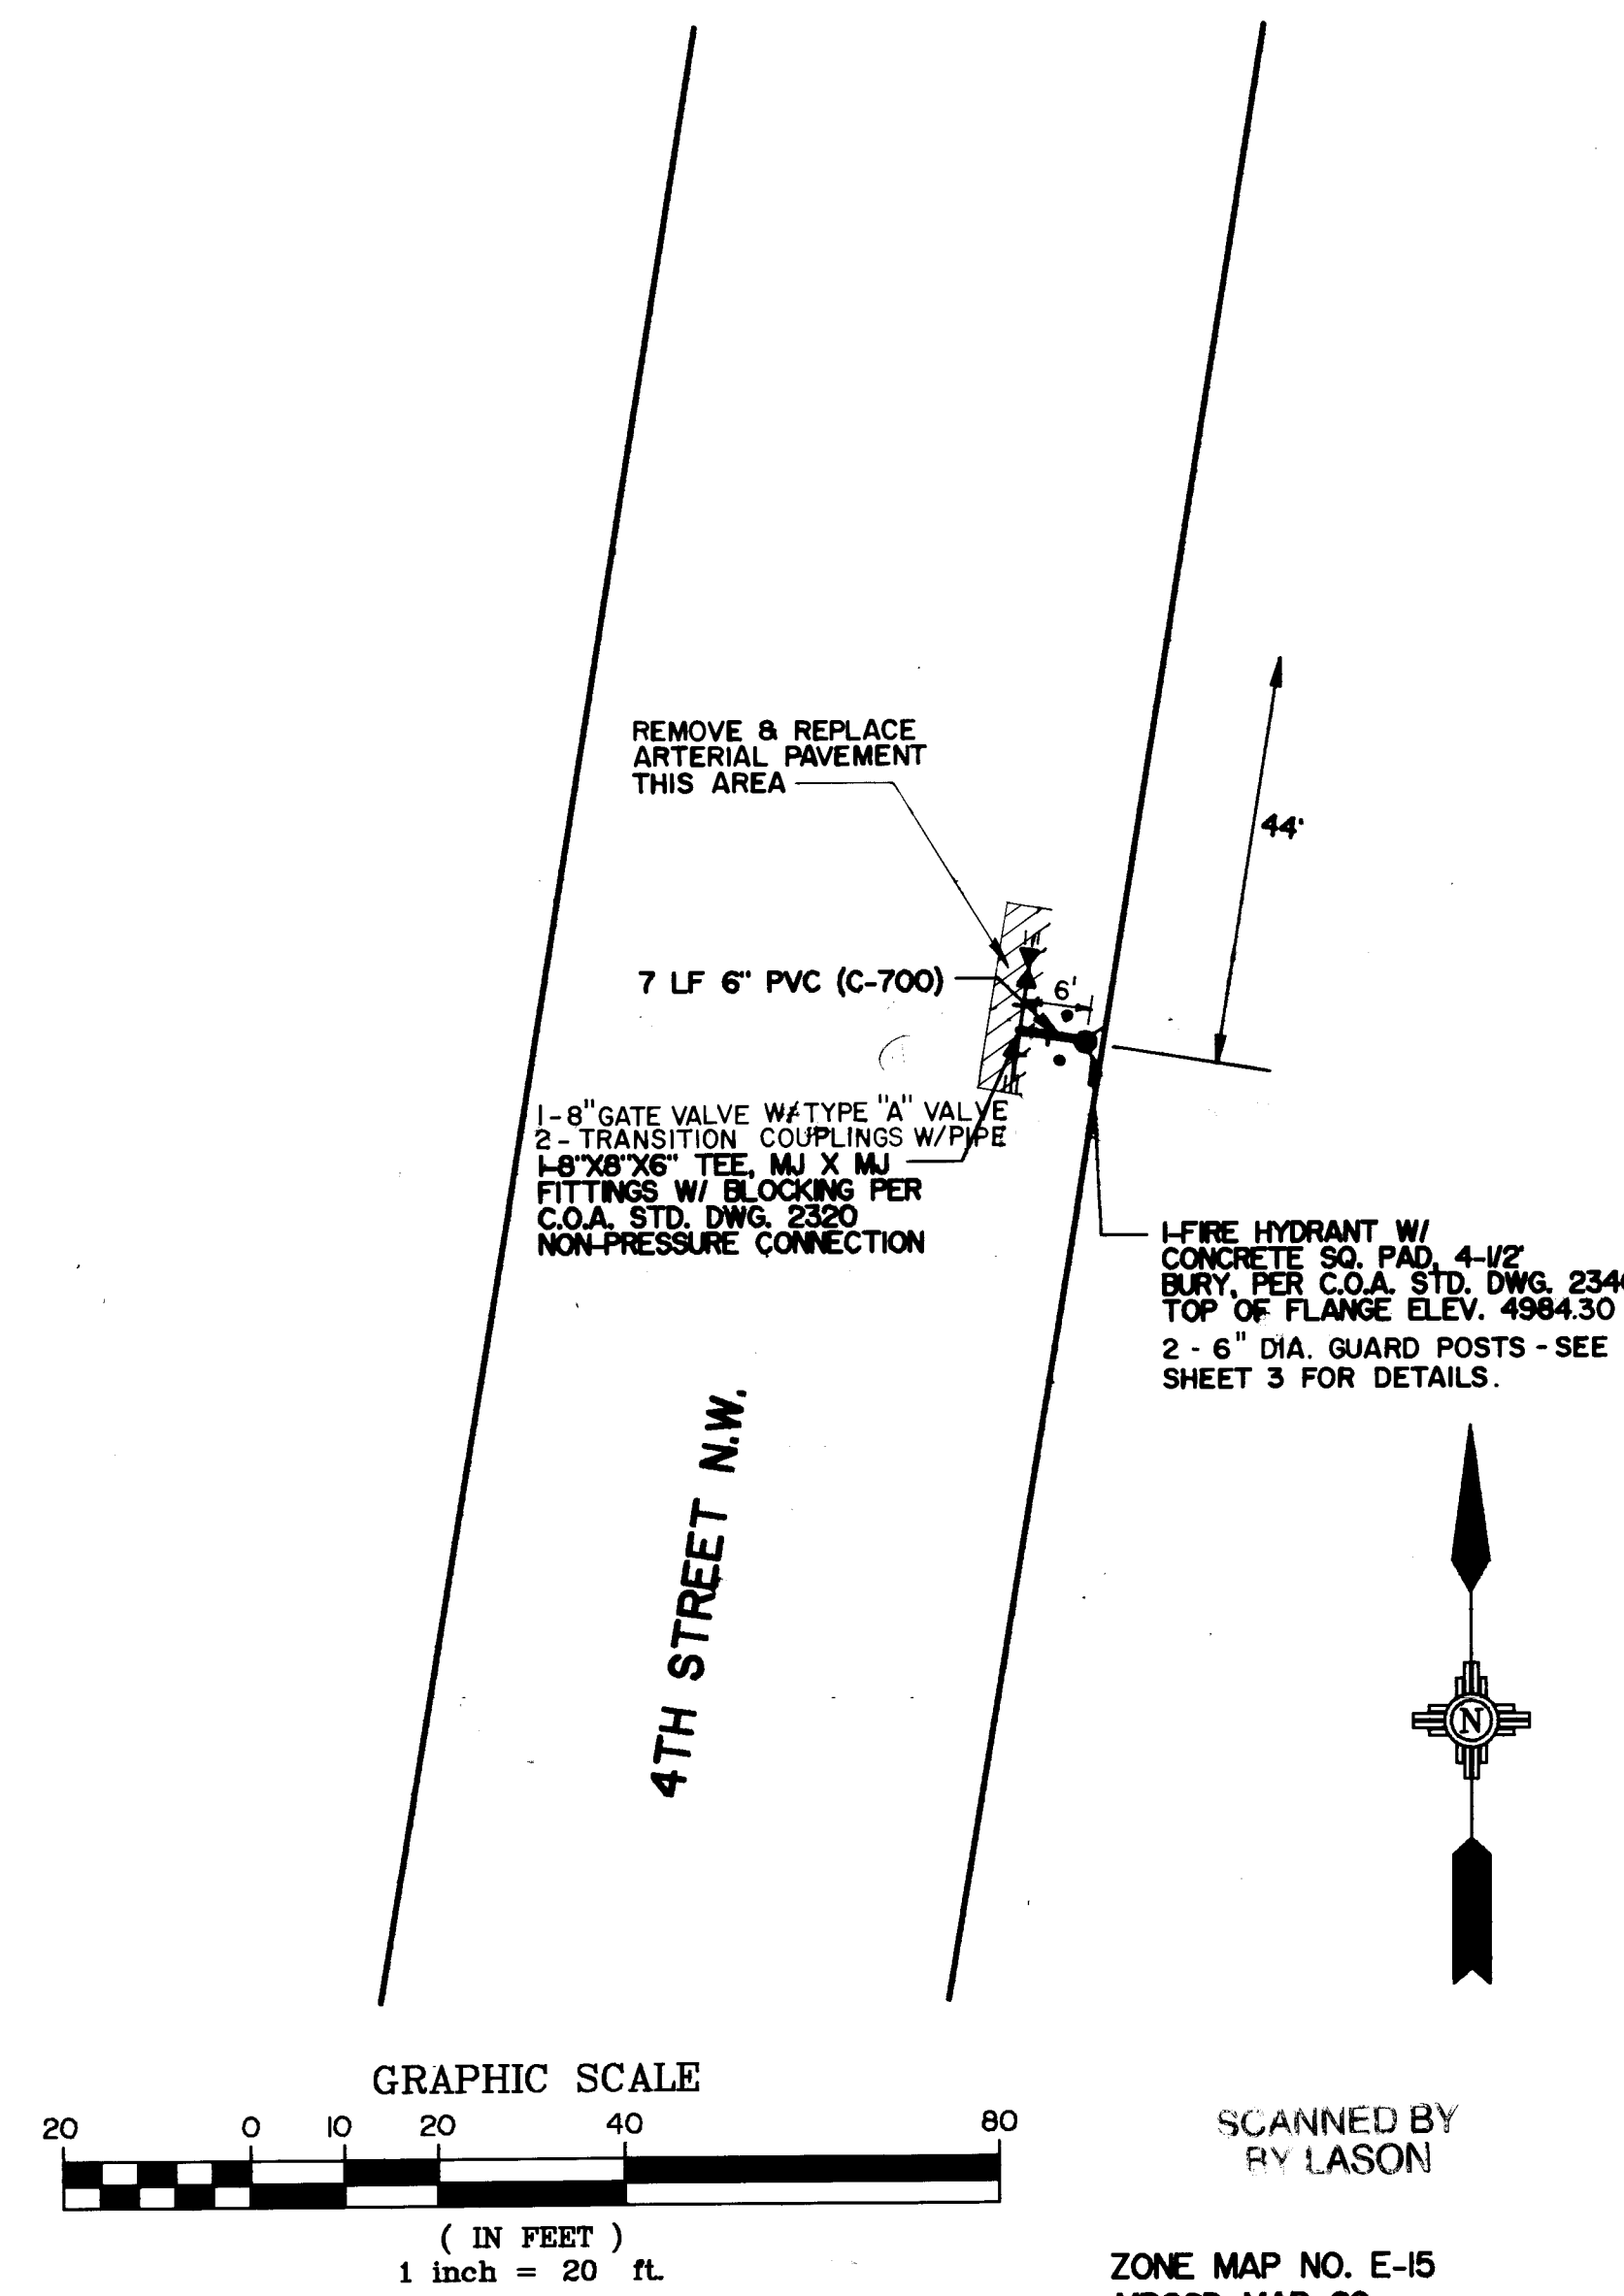 REMOVE & REPLACE
ARTERIAL PAVEMENT
THIS AREA
44'
7 LF 6" PVC (C-700)
6'
1-8" GATE VALVE W/ TYPE "A" VALVE
2 - TRANSITION COUPLINGS W/PIPE
1-8"X8"X6" TEE, MJ X MJ
FITTINGS W/ BLOCKING PER
C.O.A. STD. DWG. 2320
NON-PRESSURE CONNECTION
1-FIRE HYDRANT W/
CONCRETE SQ. PAD, 4-1/2'
BURY, PER C.O.A. STD. DWG.
TOP OF FLANGE ELEV. 4984.30
2 - 6" DIA. GUARD POSTS - SEE
SHEET 3 FOR DETAILS.
4TH STREET N.W.
N
GRAPHIC SCALE
20 0 10 20 40 80
( IN FEET )
1 inch = 20 ft.
SCANNED BY
BY LASON
ZONE MAP NO. E-15